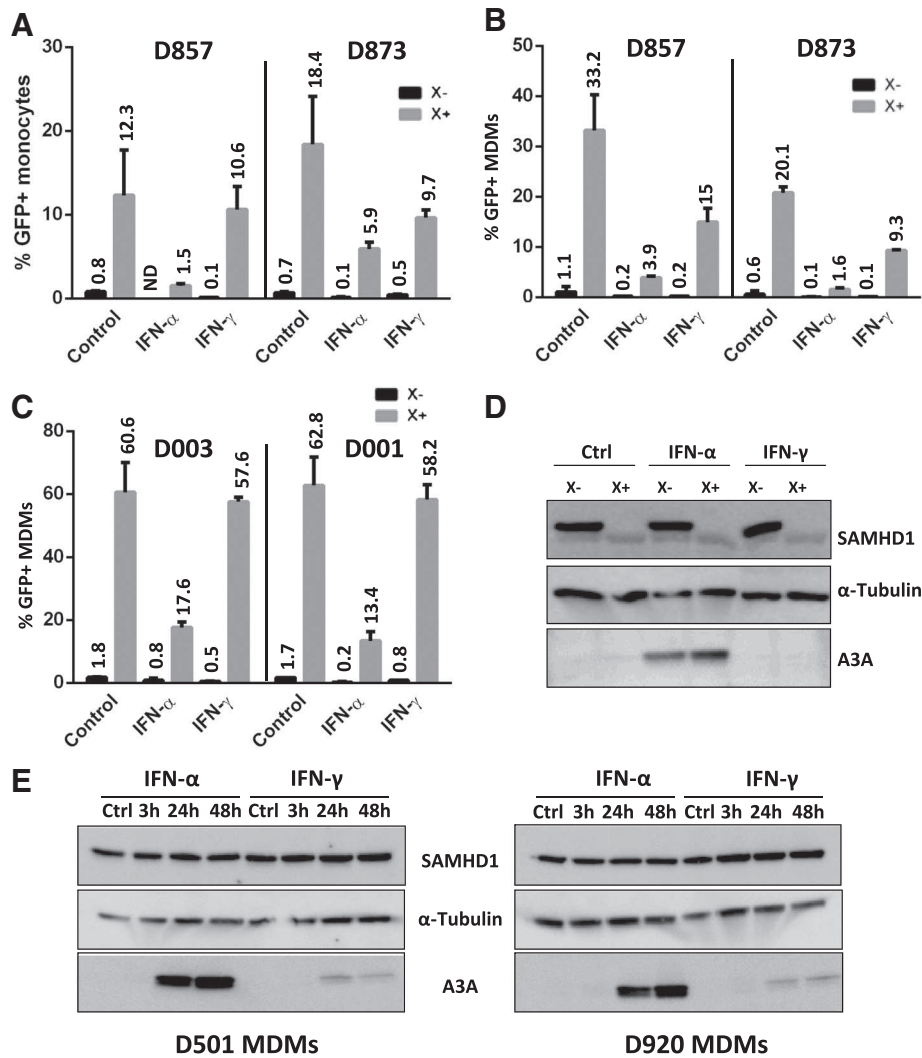 A
D857 D873
X-
X+
% GFP+ monocytes
30
20
10
0
0.8 12.3 ND 1.5 0.1 10.6 0.7 18.4 0.1 5.9 0.5 9.7
Control IFN-α IFN-γ Control IFN-α IFN-γ
B
D857 D873
X-
X+
% GFP+ MDMs
50
40
30
20
10
0
1.1 33.2 0.2 3.9 0.2 15 0.6 20.1 0.1 1.6 0.1 9.3
Control IFN-α IFN-γ Control IFN-α IFN-γ
C
X-
X+
D003 D001
% GFP+ MDMs
80
60
40
20
0
1.8 60.6 0.8 17.6 0.5 57.6 1.7 62.8 0.2 13.4 0.8 58.2
Control IFN-α IFN-γ Control IFN-α IFN-γ
D
Ctrl IFN-α IFN-γ
X- X+ X- X+ X- X+
SAMHD1
α-Tubulin
A3A
E
IFN-α IFN-γ
Ctrl 3h 24h 48h Ctrl 3h 24h 48h
IFN-α IFN-γ
Ctrl 3h 24h 48h Ctrl 3h 24h 48h
SAMHD1
α-Tubulin
A3A
D501 MDMs D920 MDMs